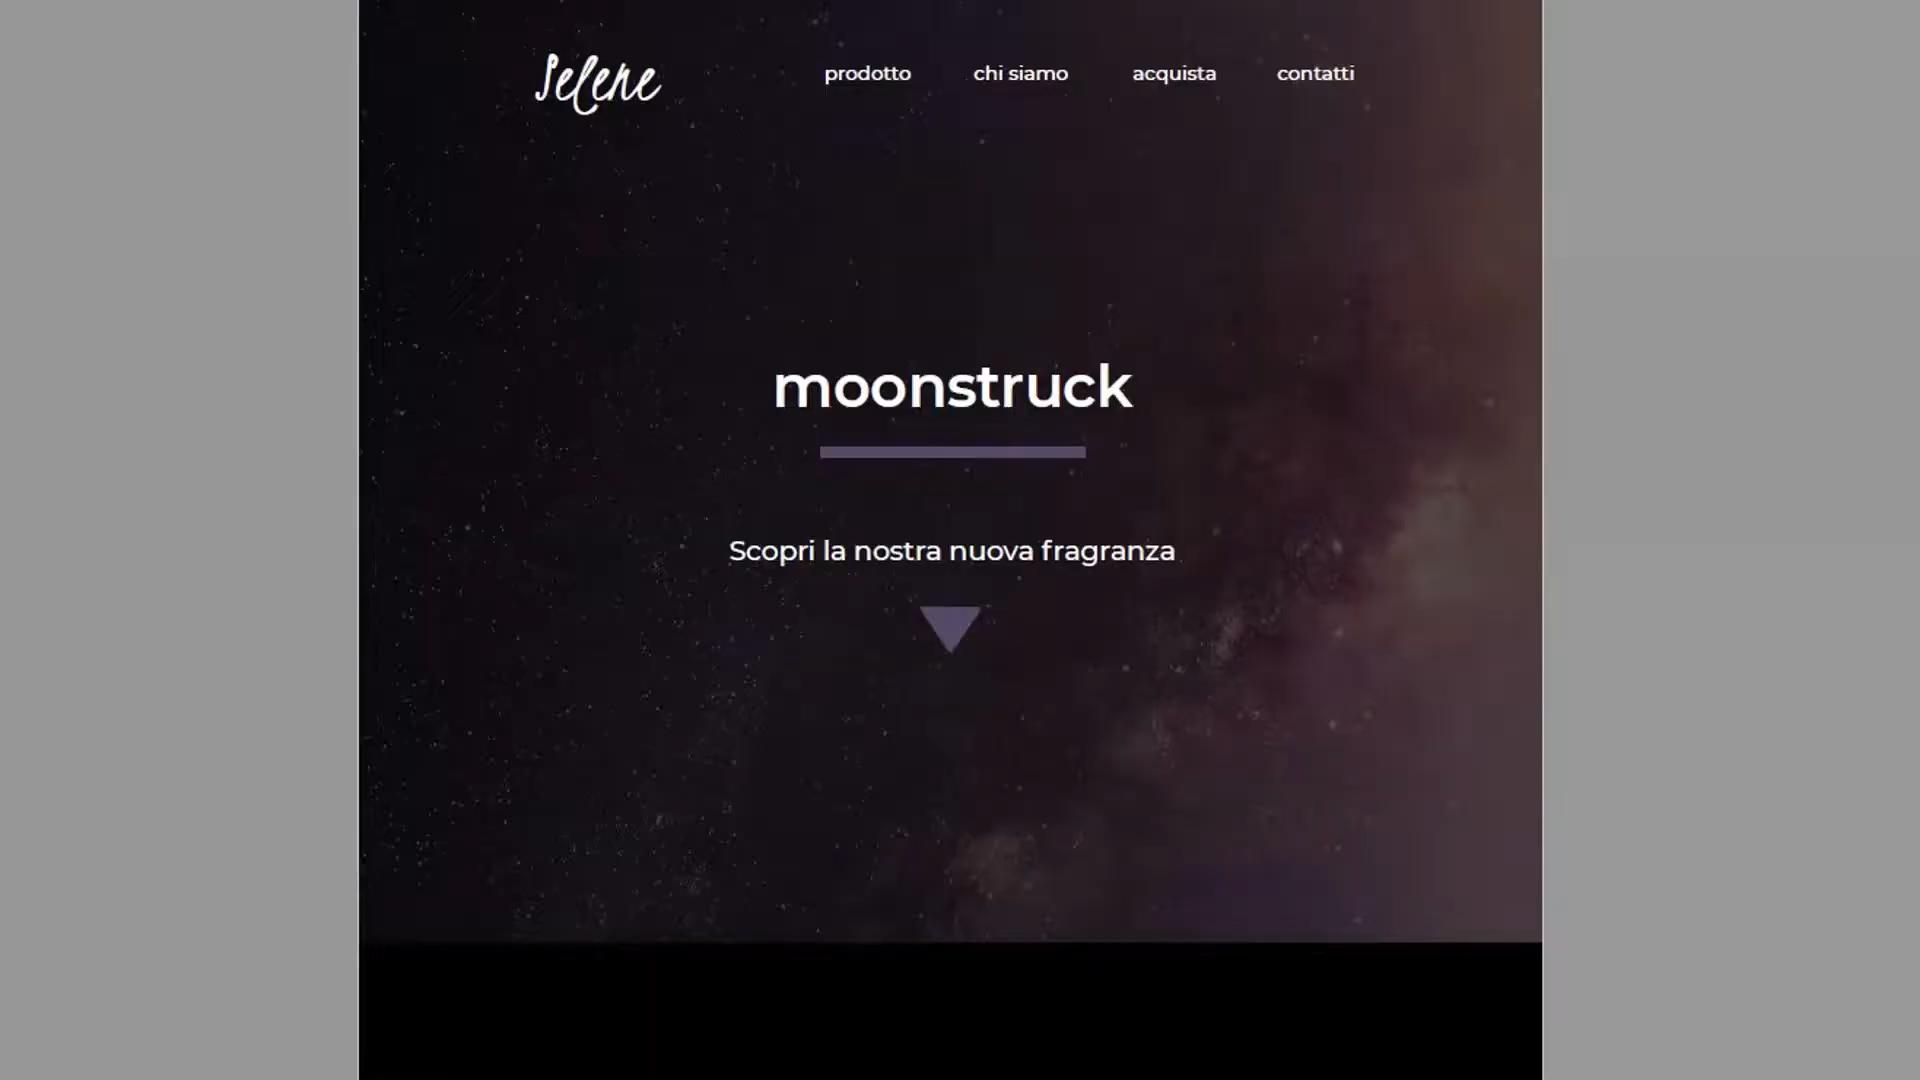 Selene
prodotto chi siamo acquista contatti
moonstruck
Scopri la nostra nuova fragranza